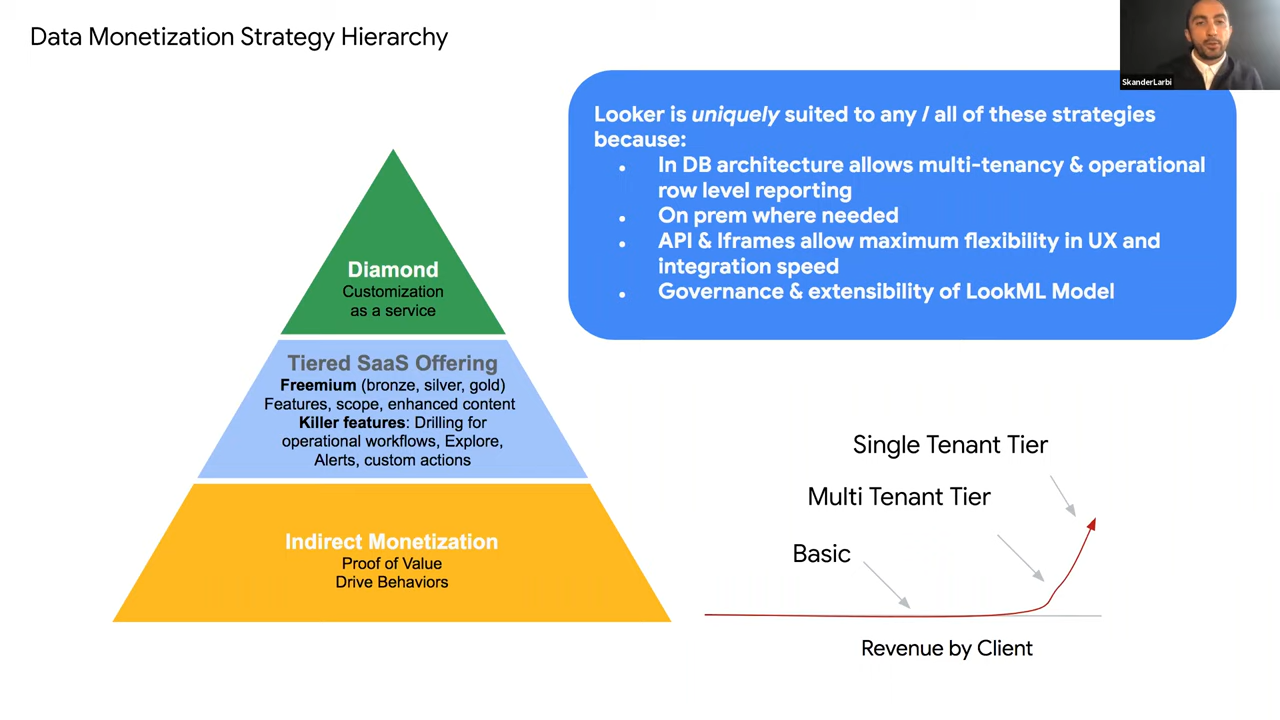 Data Monetization Strategy Hierarchy
SkanderLarbi
Looker is uniquely suited to any / all of these strategies
because:
• In DB architecture allows multi-tenancy & operational
row level reporting
• On prem where needed
• API & Iframes allow maximum flexibility in UX and
integration speed
• Governance & extensibility of LookML Model
Diamond
Customization
as a service
Tiered SaaS Offering
Freemium (bronze, silver, gold)
Features, scope, enhanced content
Killer features: Drilling for
operational workflows, Explore,
Alerts, custom actions
Indirect Monetization
Proof of Value
Drive Behaviors
Single Tenant Tier
Multi Tenant Tier
Basic
Revenue by Client